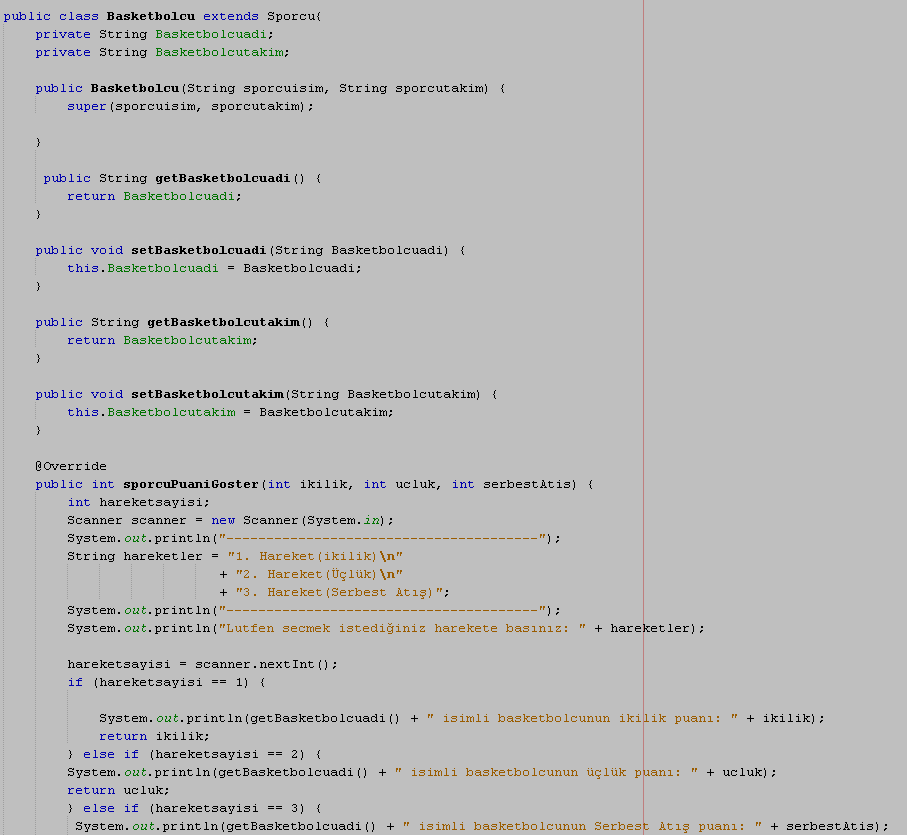 public class Basketbolcu extends Sporcu{
    private String Basketbolcuadi;
    private String Basketbolcutakim;

    public Basketbolcu(String sporcuisim, String sporcutakim) {
        super(sporcuisim, sporcutakim);

    }

     public String getBasketbolcuadi() {
        return Basketbolcuadi;
    }

    public void setBasketbolcuadi(String Basketbolcuadi) {
        this.Basketbolcuadi = Basketbolcuadi;
    }

    public String getBasketbolcutakim() {
        return Basketbolcutakim;
    }

    public void setBasketbolcutakim(String Basketbolcutakim) {
        this.Basketbolcutakim = Basketbolcutakim;
    }

    @Override
    public int sporcuPuaniGoster(int ikilik, int ucluk, int serbestAtis) {
        int hareketsayisi;
        Scanner scanner = new Scanner(System.in);
        System.out.println("---------------------------------------");
        String hareketler = "1. Hareket(ikilik)\n"
                           + "2. Hareket(Üçlük)\n"
                           + "3. Hareket(Serbest Atış)";
        System.out.println("---------------------------------------");
        System.out.println("Lutfen secmek istediğiniz harekete basınız: " + hareketler);

        hareketsayisi = scanner.nextInt();
        if (hareketsayisi == 1) {

            System.out.println(getBasketbolcuadi() + " isimli basketbolcunun ikilik puanı: " + ikilik);
            return ikilik;
        } else if (hareketsayisi == 2) {
        System.out.println(getBasketbolcuadi() + " isimli basketbolcunun üçlük puanı: " + ucluk);
        return ucluk;
        } else if (hareketsayisi == 3) {
         System.out.println(getBasketbolcuadi() + " isimli basketbolcunun Serbest Atış puanı: " + serbestAtis);